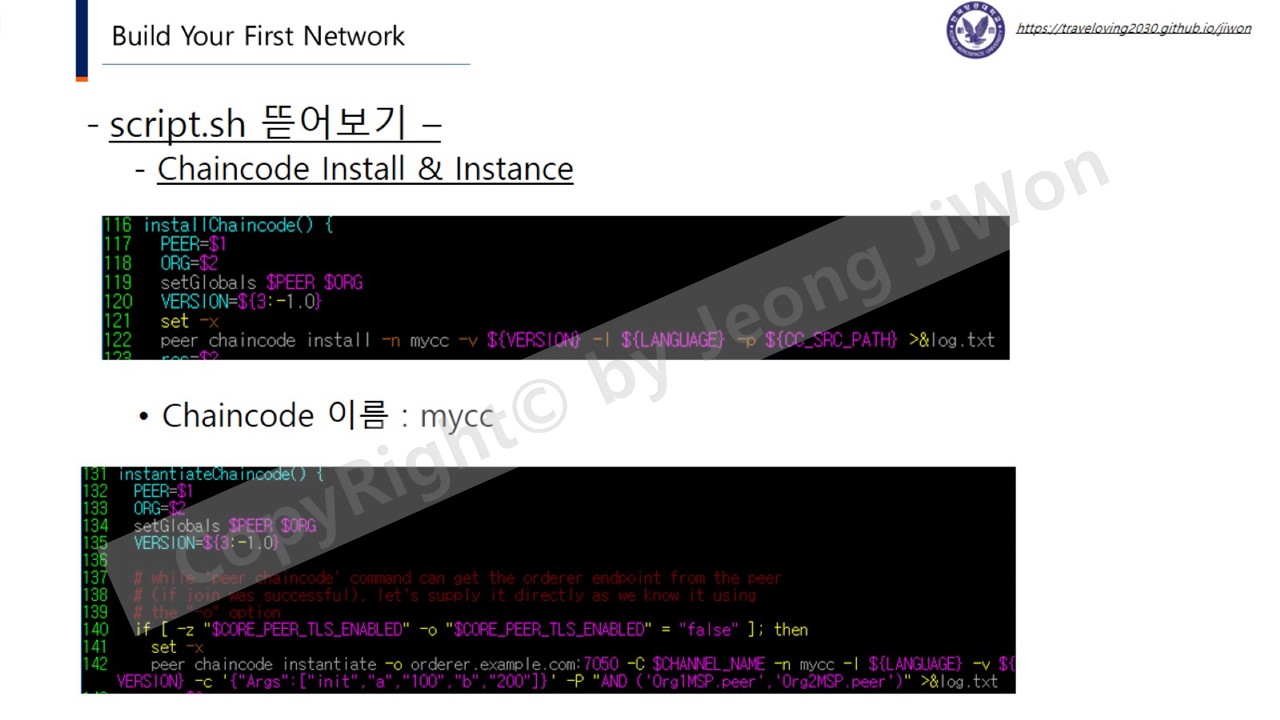 Build Your First Network
https://traveloving2030.github.io/jiwon
- script.sh 뜯어보기 –
- Chaincode Install & Instance
116 installChaincode() {
117 PEER=$1
118 ORG=$2
119 setGlobals $PEER $ORG
120 VERSION=${3:-1.0}
121 set -x
122 peer chaincode install -n mycc -v ${VERSION} -l ${LANGUAGE} -p ${CC_SRC_PATH} >&log.txt
123 res=$?
• Chaincode 이름 : mycc
131 instantiateChaincode() {
132 PEER=$1
133 ORG=$2
134 setGlobals $PEER $ORG
135 VERSION=${3:-1.0}
136
137 # while 'peer chaincode' command can get the orderer endpoint from the peer
138 # (if join was successful), let's supply it directly as we know it using
139 # the "-o" option
140 if [ -z "$CORE_PEER_TLS_ENABLED" -o "$CORE_PEER_TLS_ENABLED" = "false" ]; then
141 set -x
142 peer chaincode instantiate -o orderer.example.com:7050 -C $CHANNEL_NAME -n mycc -l ${LANGUAGE} -v ${
VERSION} -c '{"Args":["init","a","100","b","200"]}' -P "AND ('Org1MSP.peer','Org2MSP.peer')" >&log.txt
CopyRight© by Jeong JiWon